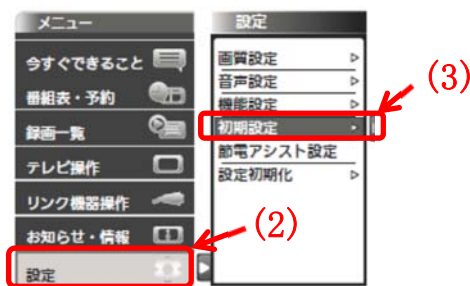 メニュー
今すぐできること
番組表・予約
録画一覧
テレビ操作
リンク機器操作
お知らせ・情報
設定
(2)
設定
画質設定
音声設定
機能設定
初期設定
節電アシスト設定
設定初期化
(3)